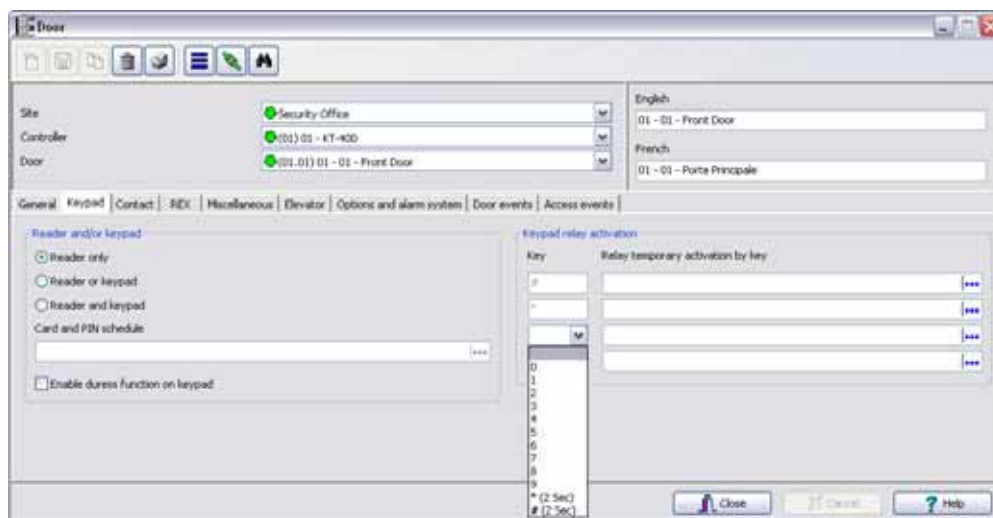 Door
Site
Security Office
Controller
(01) 01 - KT-400
Door
(01.01) 01 - 01 - Front Door
English
01 - 01 - Front Door
French
01 - 01 - Porte Principale
General Keypad Contact REX Miscellaneous Elevator Options and alarm system Door events Access events
Reader and/or keypad
Reader only
Reader or keypad
Reader and keypad
Card and PIN schedule
Enable duress function on keypad
Keypad relay activation
Key Relay temporary activation by key
#
*
0
1
2
3
4
5
6
7
8
9
* (2 Sec)
# (2 Sec)
Close Cancel Help